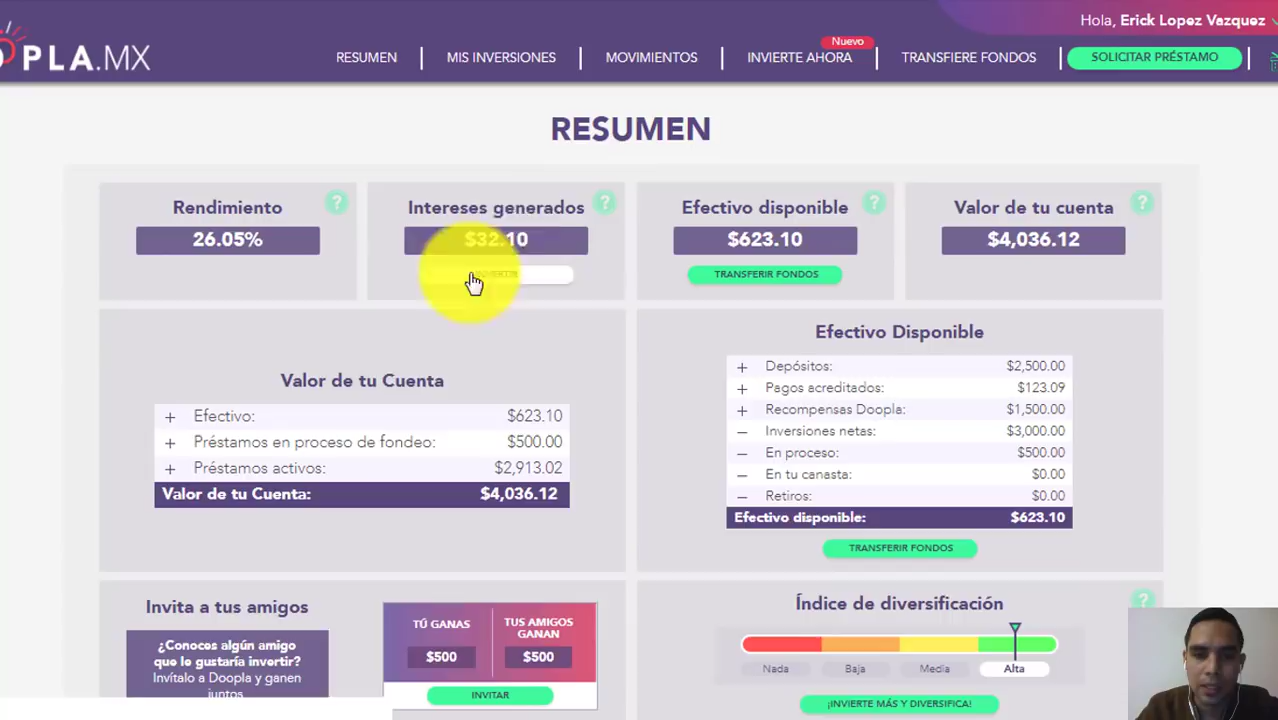 Hola, Erick Lopez Vazquez
OPLA.MX
RESUMEN
MIS INVERSIONES
MOVIMIENTOS
Nuevo
INVIERTE AHORA
TRANSFIERE FONDOS
SOLICITAR PRÉSTAMO
RESUMEN
Rendimiento
?
26.05%
Intereses generados
?
$32.10
Efectivo disponible
?
$623.10
TRANSFERIR FONDOS
Valor de tu cuenta
?
$4,036.12
Valor de tu Cuenta
+ Efectivo: $623.10
+ Préstamos en proceso de fondeo: $500.00
+ Préstamos activos: $2,913.02
Valor de tu Cuenta: $4,036.12
Efectivo Disponible
+ Depósitos: $2,500.00
+ Pagos acreditados: $123.09
+ Recompensas Doopla: $1,500.00
– Inversiones netas: $3,000.00
– En proceso: $500.00
– En tu canasta: $0.00
– Retiros: $0.00
Efectivo disponible: $623.10
TRANSFERIR FONDOS
Invita a tus amigos
¿Conoces algún amigo
que le gustaría invertir?
Invítalo a Doopla y ganen
juntos
TÚ GANAS
$500
TUS AMIGOS
GANAN
$500
INVITAR
Índice de diversificación
?
Nada
Baja
Media
Alta
¡INVIERTE MÁS Y DIVERSIFICA!